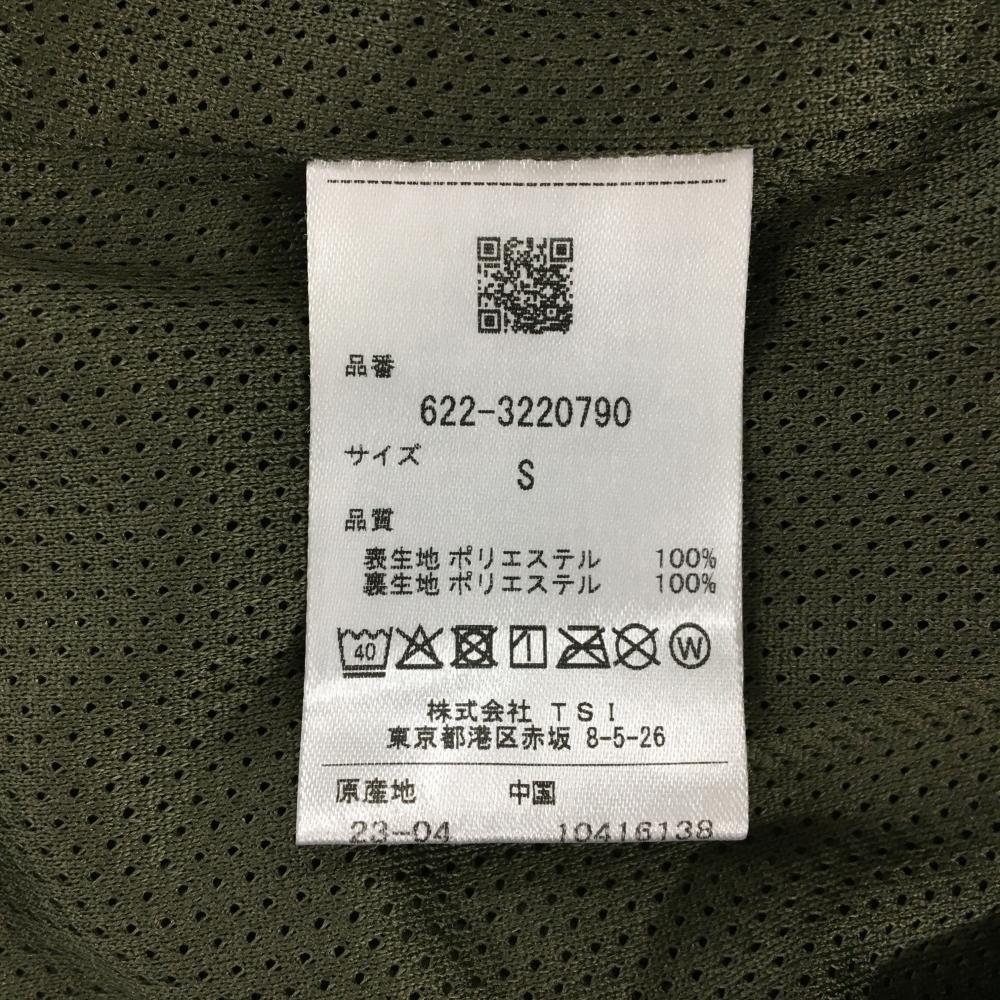 品番
622-3220790
サイズ
S
品質
表生地 ポリエステル 100%
裏生地 ポリエステル 100%
40 W
株式会社 TSI
東京都港区赤坂 8-5-26
原産地 中国
23-04 10416138